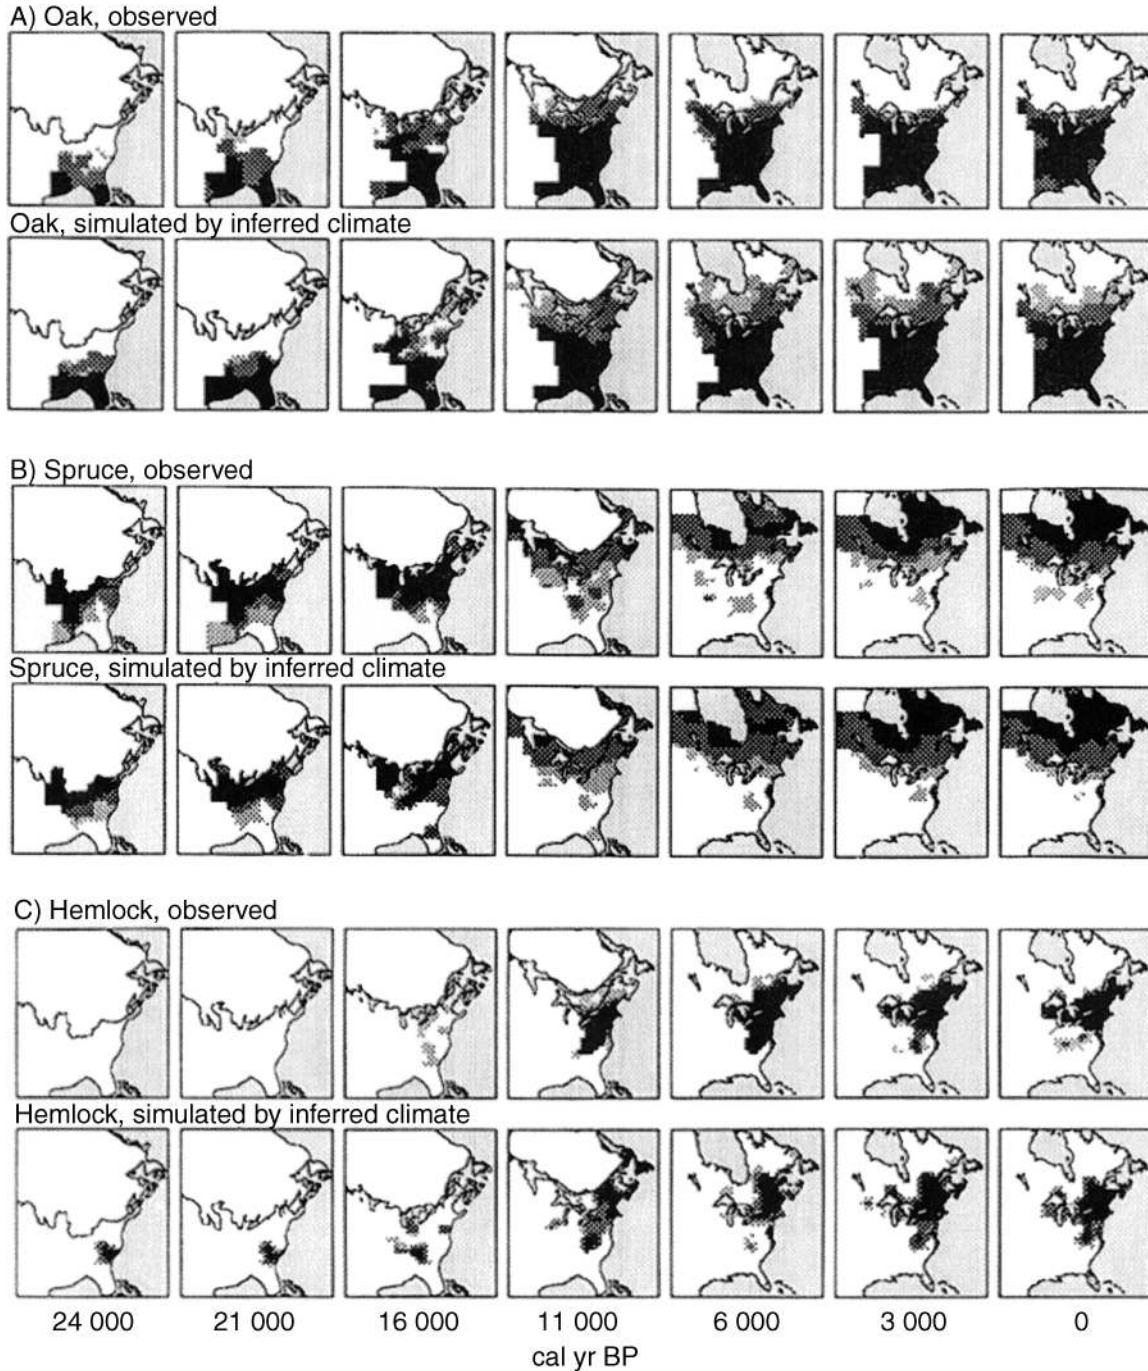 A) Oak, observed
Oak, simulated by inferred climate
B) Spruce, observed
Spruce, simulated by inferred climate
C) Hemlock, observed
Hemlock, simulated by inferred climate
24 000 21 000 16 000 11 000 6 000 3 000 0
cal yr BP